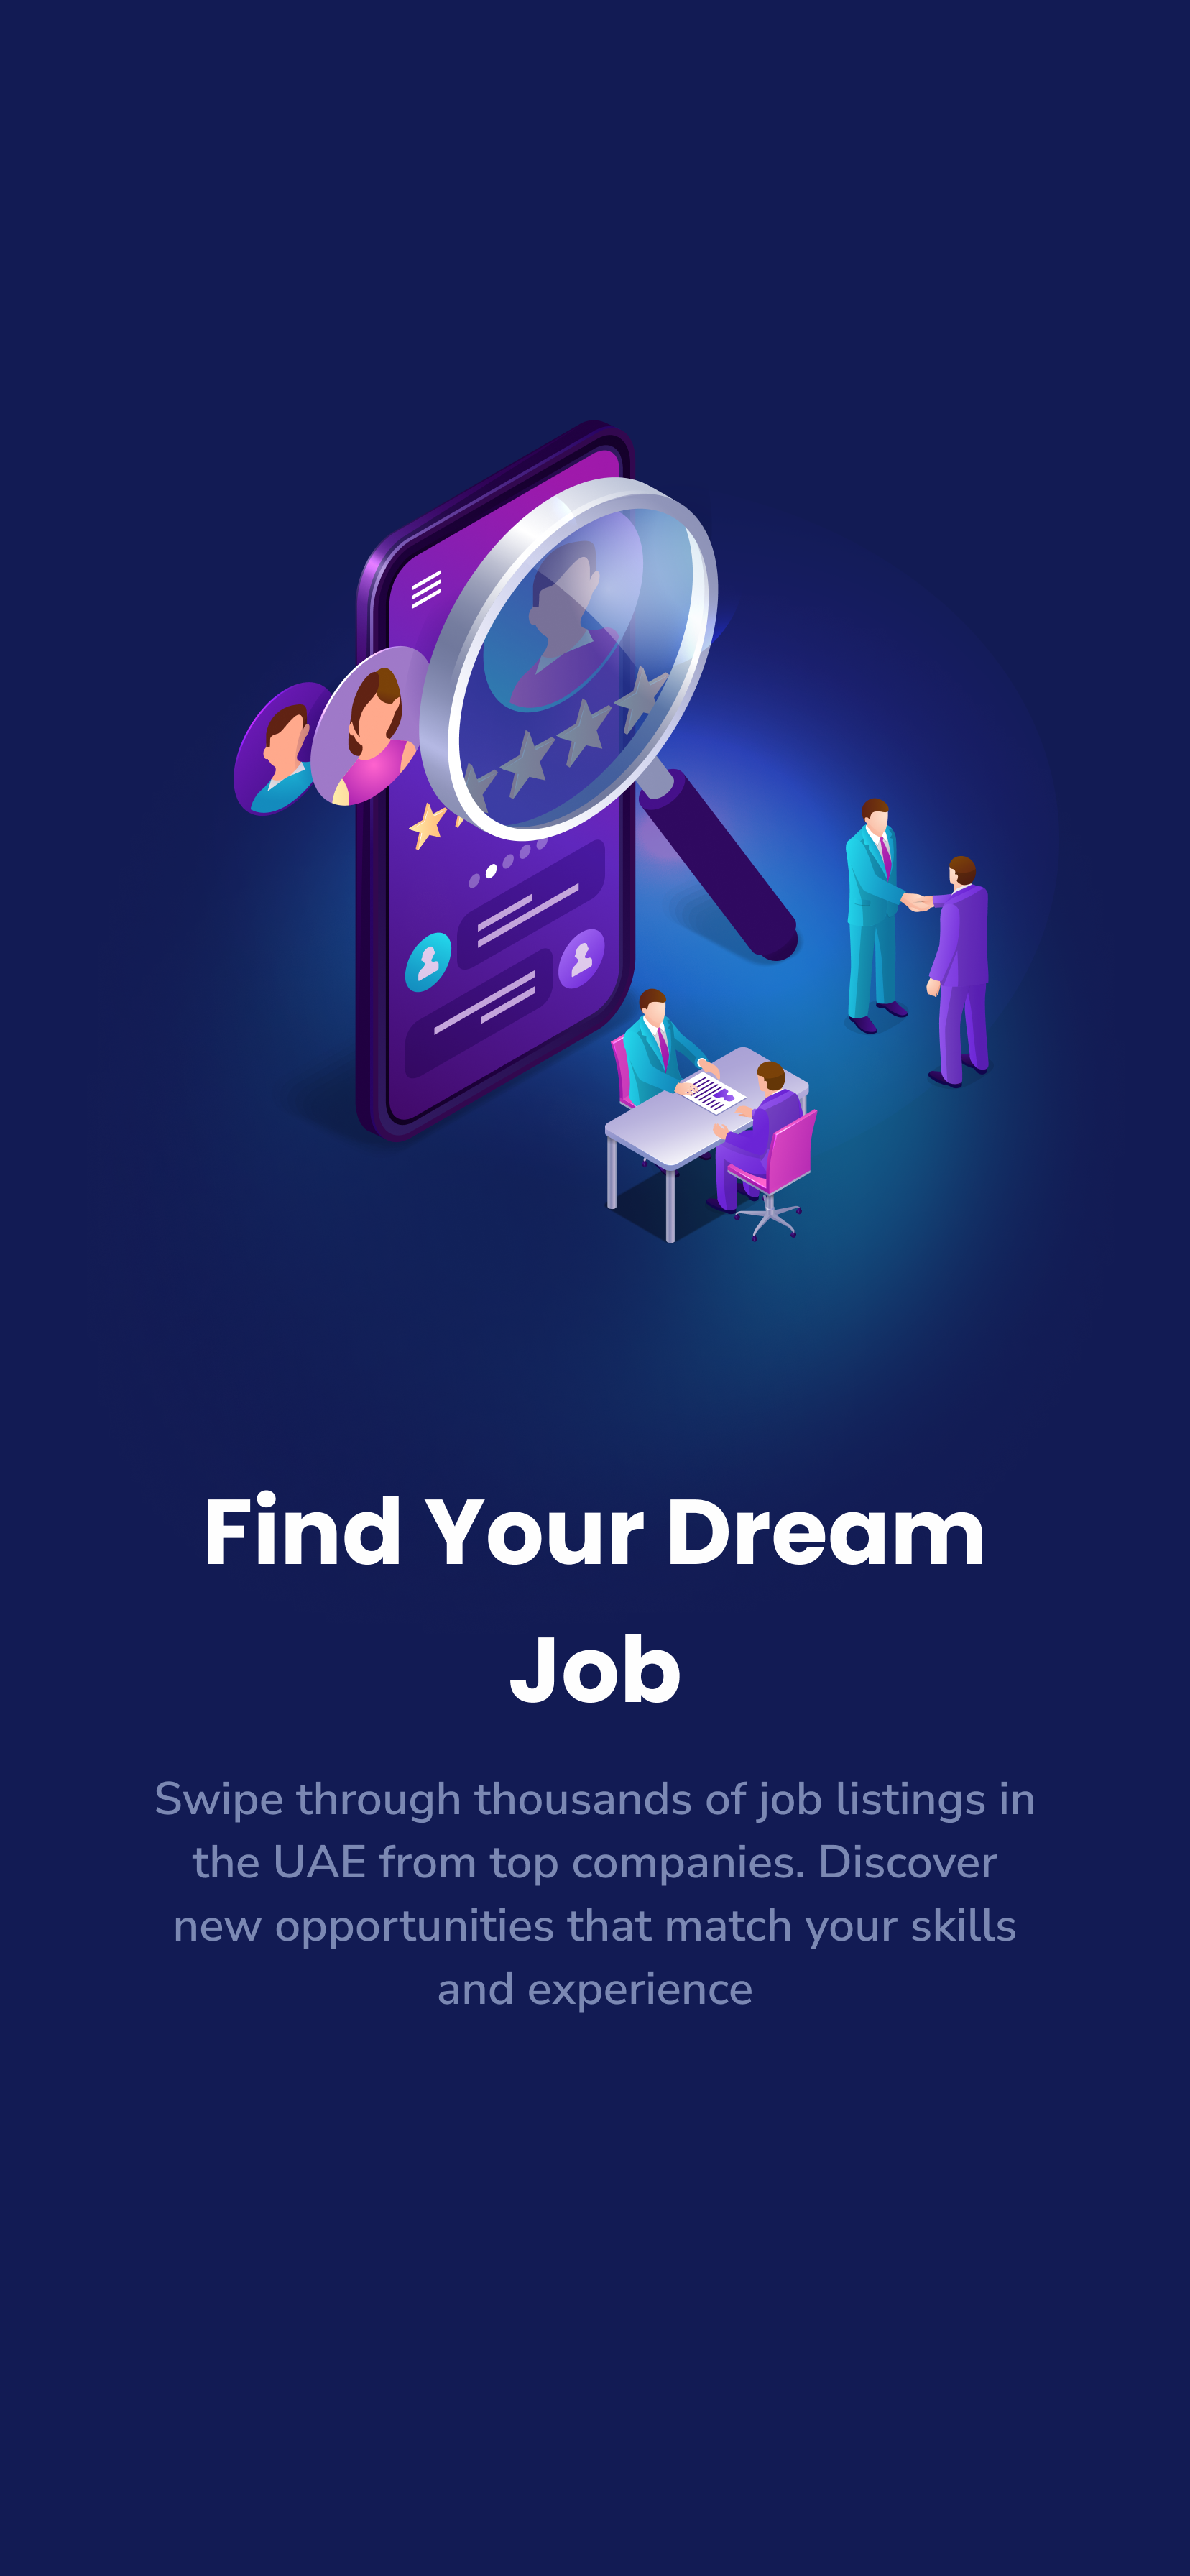 Find Your Dream
Job
Swipe through thousands of job listings in
the UAE from top companies. Discover
new opportunities that match your skills
and experience